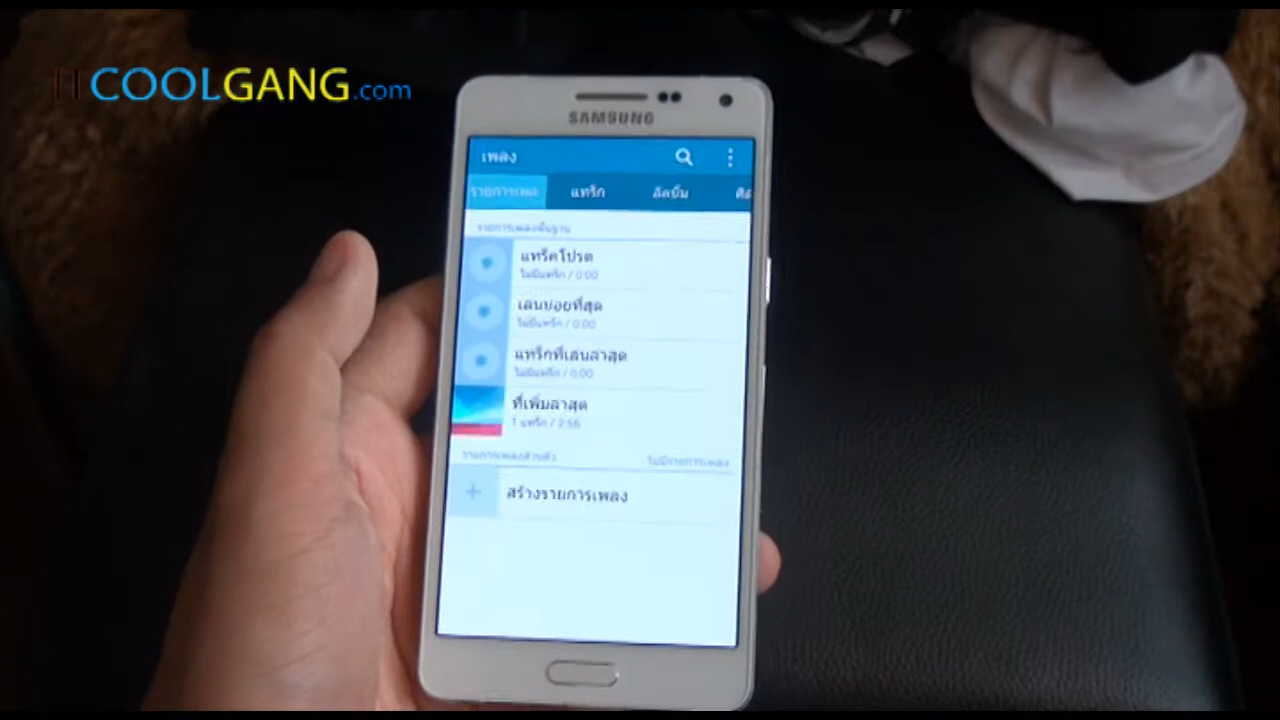 ITCOOLGANG.com
SAMSUNG
เพลง
รายการเพล
แทร็ก
อัลบั้ม
ศิล
รายการเพลงพื้นฐาน
แทร็คโปรด
ไม่มีแทร็ก / 0:00
เล่นบ่อยที่สุด
ไม่มีแทร็ก / 0:00
แทร็กที่เล่นล่าสุด
ไม่มีแทร็ก / 0:00
ที่เพิ่มล่าสุด
1 แทร็ก / 2:56
รายการเพลงส่วนตัว ไม่มีรายการเพลง
สร้างรายการเพลง